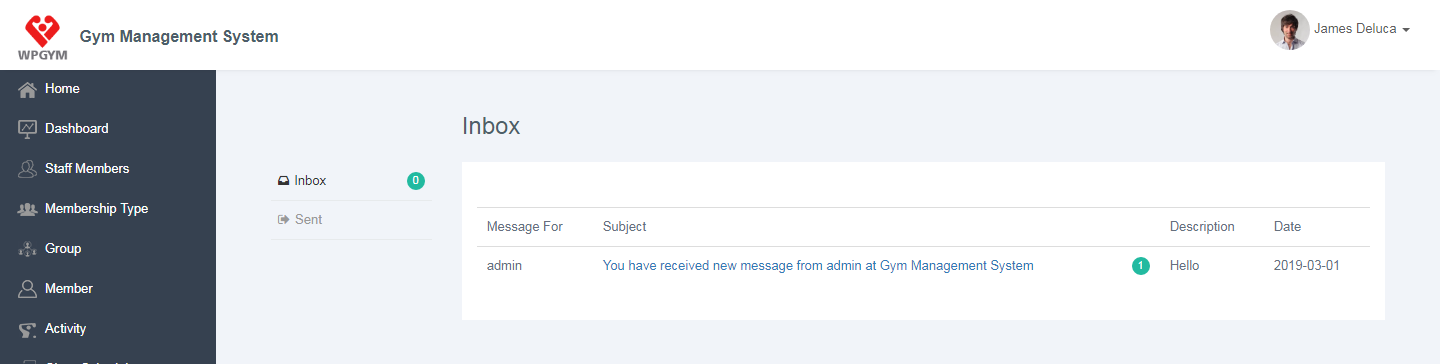 WPGYM
Gym Management System
James Deluca
Home
Dashboard
Staff Members
Membership Type
Group
Member
Activity
Inbox
Inbox 0
Sent
Message For Subject Description Date
admin You have received new message from admin at Gym Management System 1 Hello 2019-03-01